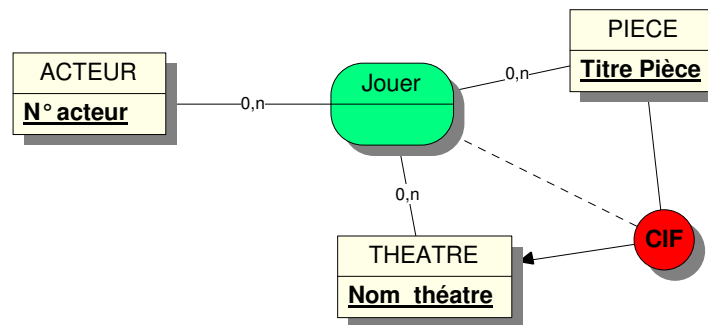 PIECE
Titre Pièce
ACTEUR
N° acteur
Jouer
0,n
0,n
0,n
THEATRE
Nom théatre
CIF